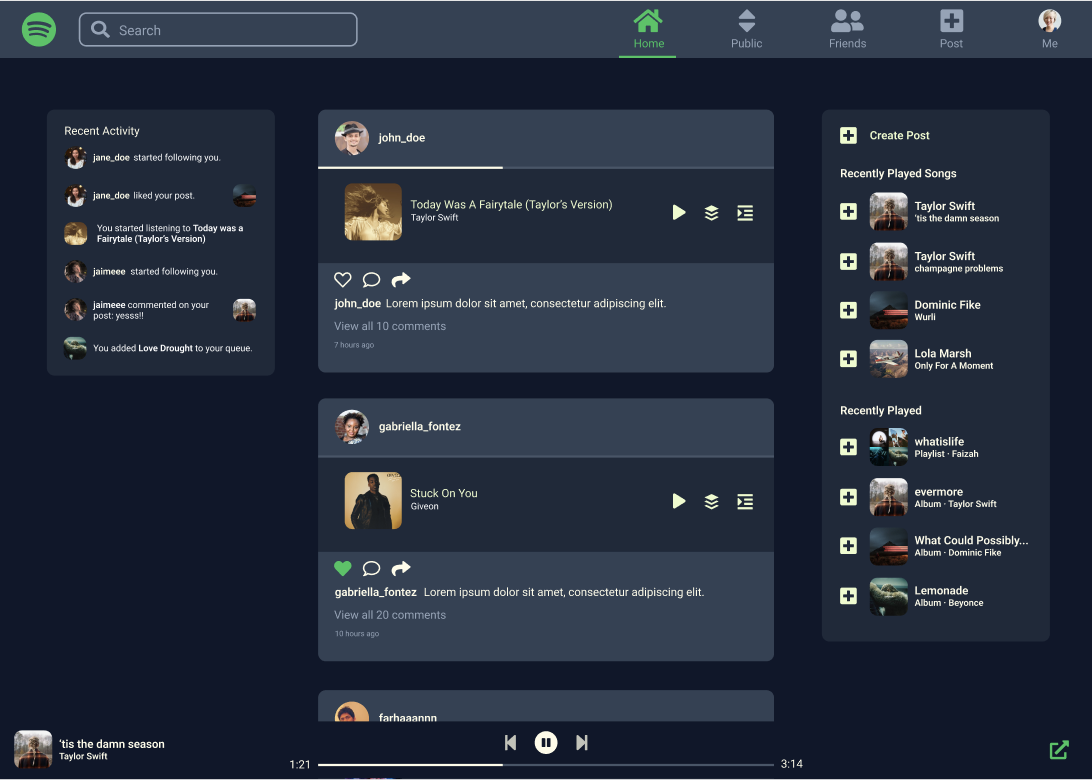 Search
Home
Public
Friends
Post
Me
Recent Activity
jane_doe started following you.
jane_doe liked your post.
You started listening to Today was a
Fairytale (Taylor's Version)
jaimeee started following you.
jaimeee commented on your
post: yesss!!
You added Love Drought to your queue.
john_doe
Today Was A Fairytale (Taylor's Version)
Taylor Swift
john_doe Lorem ipsum dolor sit amet, consectetur adipiscing elit.
View all 10 comments
7 hours ago
gabriella_fontez
Stuck On You
Giveon
gabriella_fontez Lorem ipsum dolor sit amet, consectetur adipiscing elit.
View all 20 comments
10 hours ago
farhaaannn
Create Post
Recently Played Songs
Taylor Swift
'tis the damn season
Taylor Swift
champagne problems
Dominic Fike
Wurli
Lola Marsh
Only For A Moment
Recently Played
whatislife
Playlist · Faizah
evermore
Album · Taylor Swift
What Could Possibly...
Album · Dominic Fike
Lemonade
Album · Beyonce
'tis the damn season
Taylor Swift
1:21
3:14